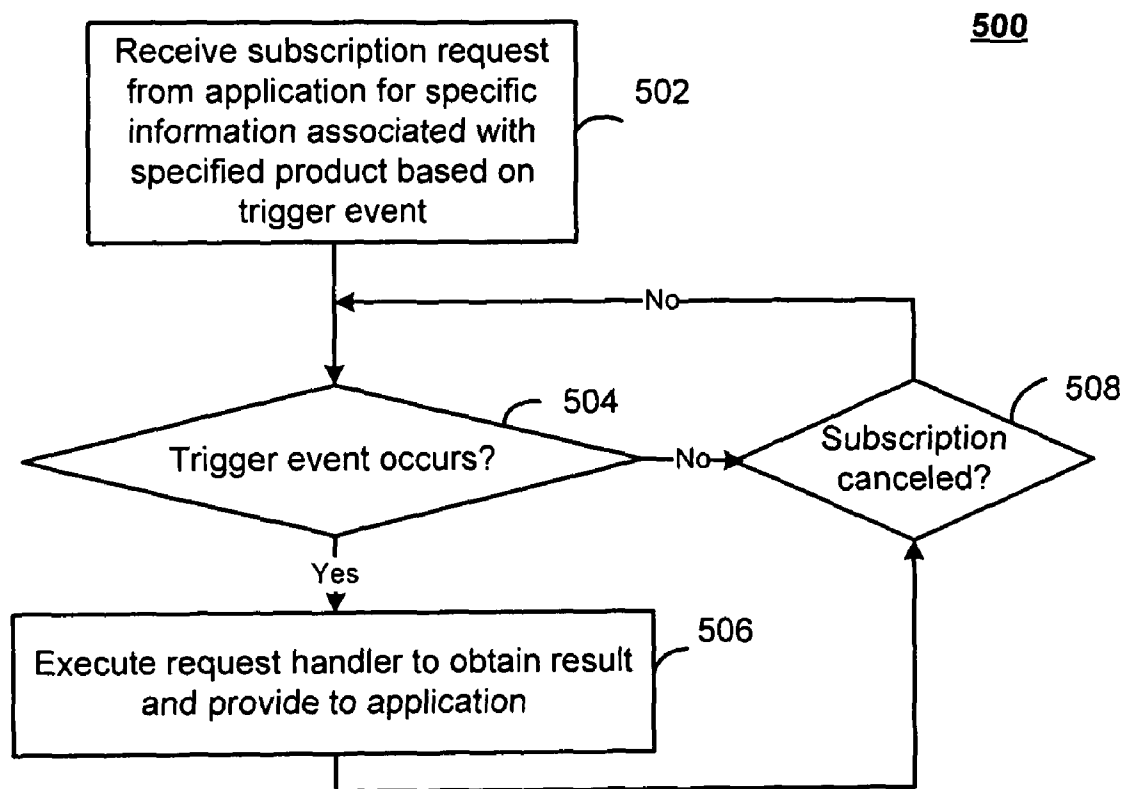 500
Receive subscription request
from application for specific
information associated with
specified product based on
trigger event
502
No
504
Trigger event occurs?
No
508
Subscription
canceled?
Yes
506
Execute request handler to obtain result
and provide to application